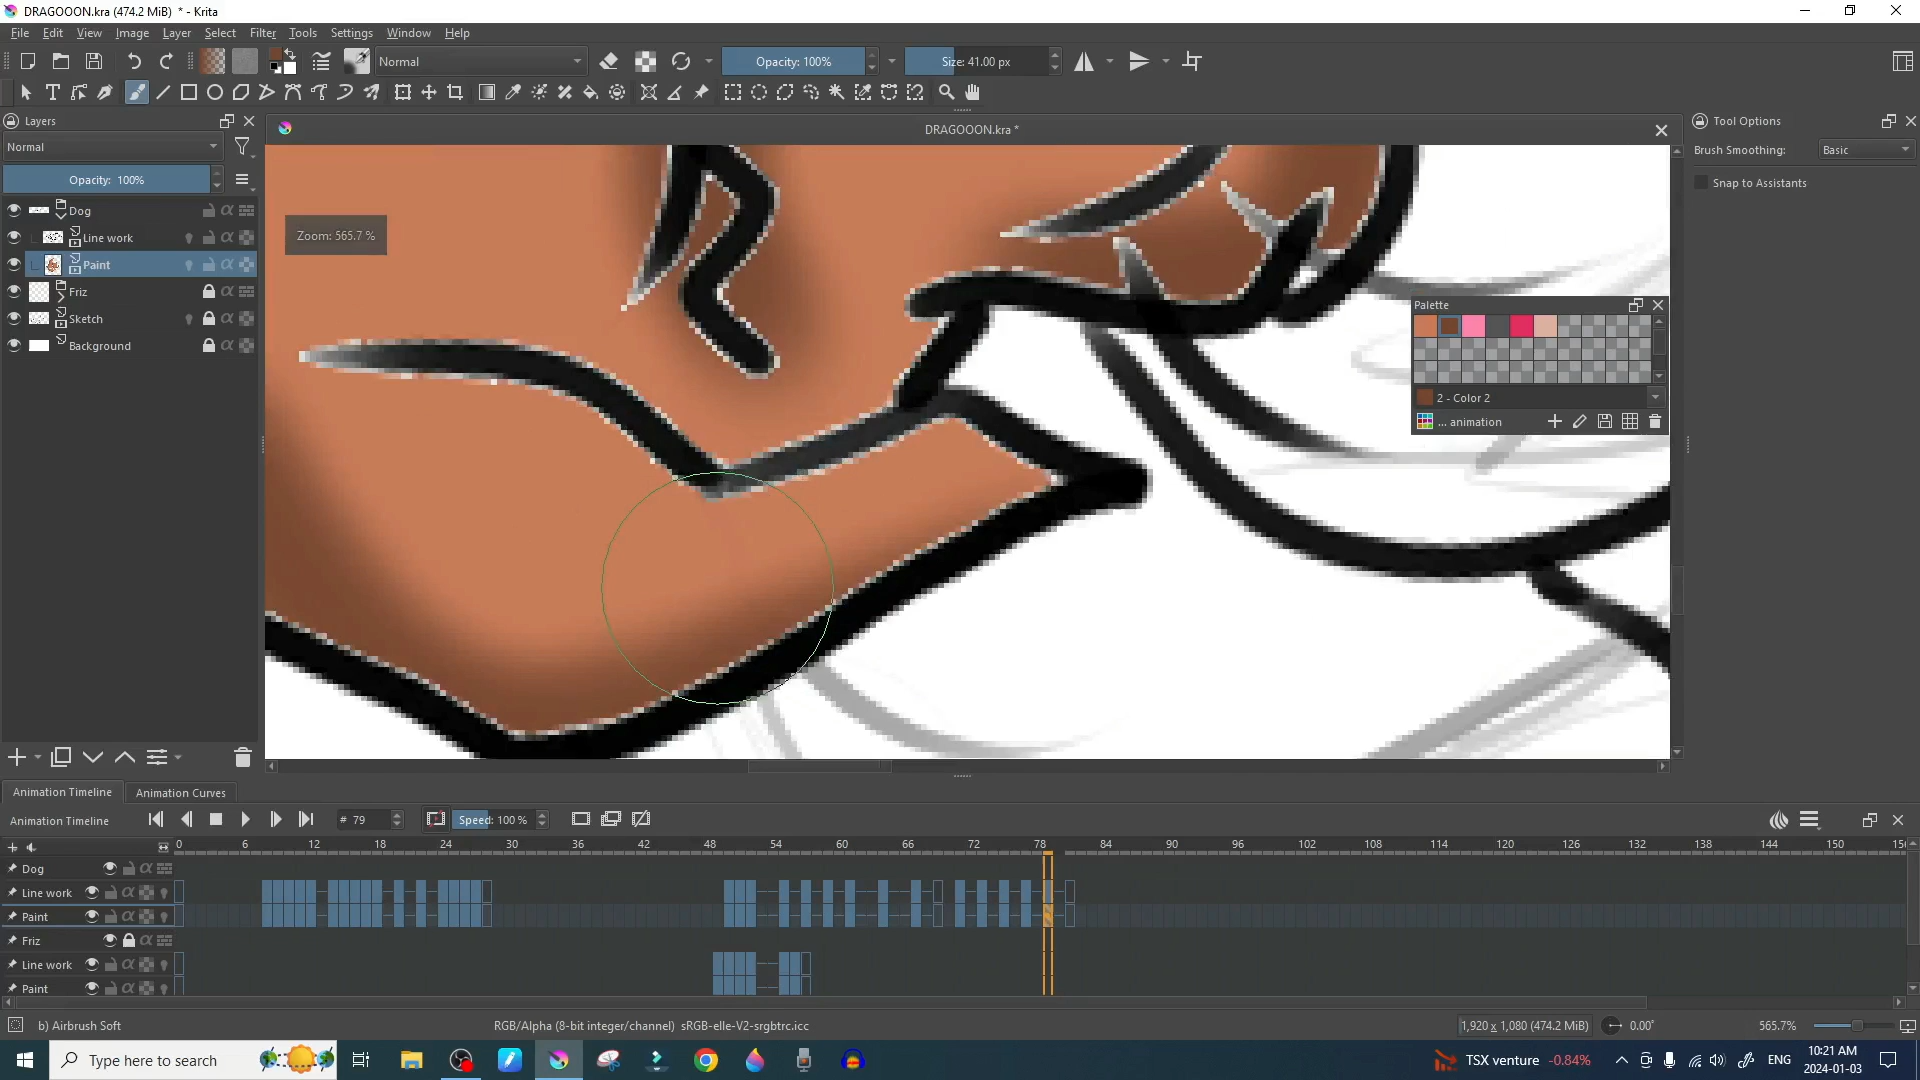 DRAGOOON.kra (474.2 MiB)  * - Krita
File Edit View Image Layer Select Filter Tools Settings Window Help
Normal Opacity: 100% Size: 41.00 px
Layers DRAGOOON.kra * Tool Options
Normal Brush Smoothing: Basic
Opacity:  100% Snap to Assistants
Dog
Zoom: 565.7 %
Line work
Paint
Friz
Palette
Sketch
Background
2 - Color 2
... animation
Animation Timeline Animation Curves
Animation Timeline # 79 Speed: 100 %
0 6 12 18 24 30 36 42 48 54 60 66 72 78 84 90 96 102 108 114 120 126 132 138 144 150 156
Dog
Line work
Paint
Friz
Line work
Paint
b) Airbrush Soft RGB/Alpha (8-bit integer/channel)  sRGB-elle-V2-srgbtrc.icc 1,920 x 1,080 (474.2 MiB) 0.00° 565.7%
Type here to search TSX venture -0.84% ENG 10:21 AM
2024-01-03